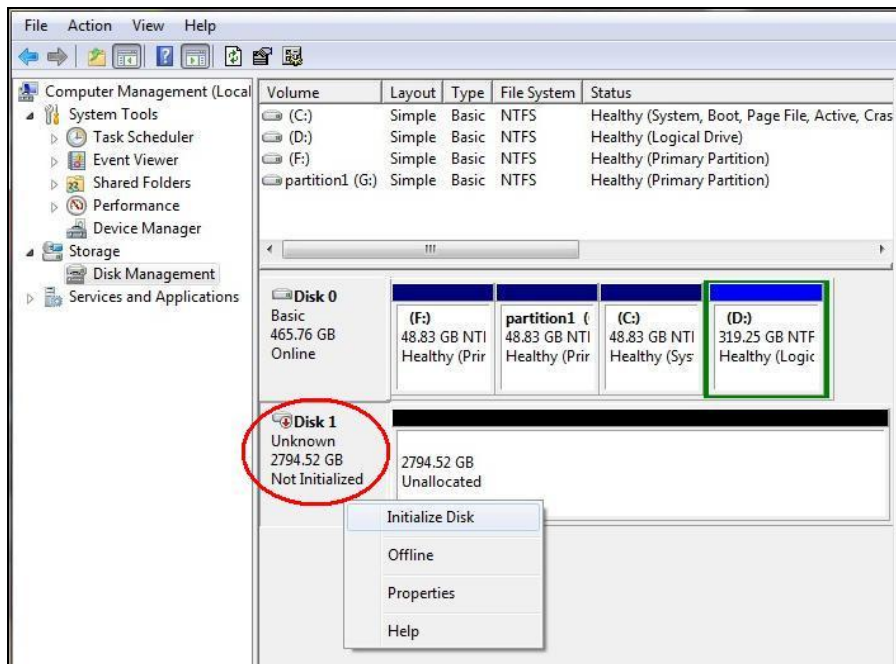 File Action View Help
Computer Management (Local
System Tools
Task Scheduler
Event Viewer
Shared Folders
Performance
Device Manager
Storage
Disk Management
Services and Applications
Volume Layout Type File System Status
(C:) Simple Basic NTFS Healthy (System, Boot, Page File, Active, Cras
(D:) Simple Basic NTFS Healthy (Logical Drive)
(F:) Simple Basic NTFS Healthy (Primary Partition)
partition1 (G:) Simple Basic NTFS Healthy (Primary Partition)
Disk 0
Basic
465.76 GB
Online
(F:)
48.83 GB NTI
Healthy (Prir
partition1 (
48.83 GB NTI
Healthy (Prir
(C:)
48.83 GB NTI
Healthy (Sys
(D:)
319.25 GB NTF
Healthy (Logic
Disk 1
Unknown
2794.52 GB
Not Initialized
2794.52 GB
Unallocated
Initialize Disk
Offline
Properties
Help